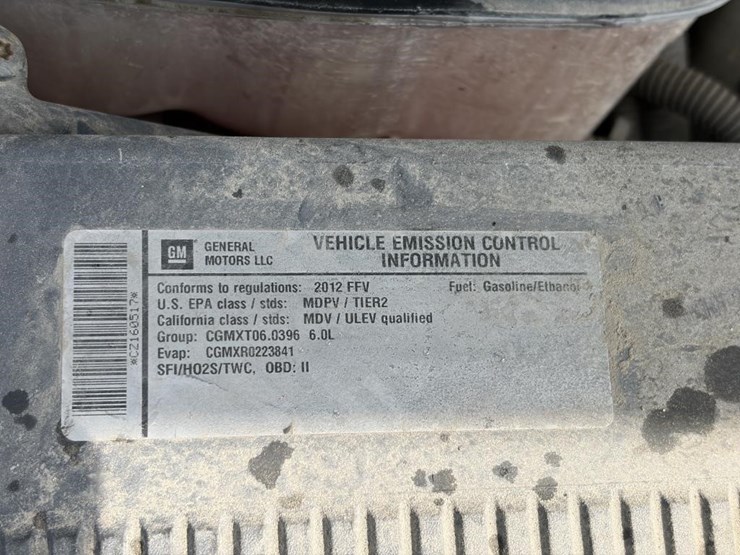 GM GENERAL MOTORS LLC
VEHICLE EMISSION CONTROL
INFORMATION
Conforms to regulations: 2012 FFV Fuel: Gasoline/Ethanol
U.S. EPA class / stds: MDPV / TIER2
California class / stds: MDV / ULEV qualified
Group: CGMXT06.0396 6.0L
Evap: CGMXR0223841
SFI/HO2S/TWC, OBD: II
*CZ160517*